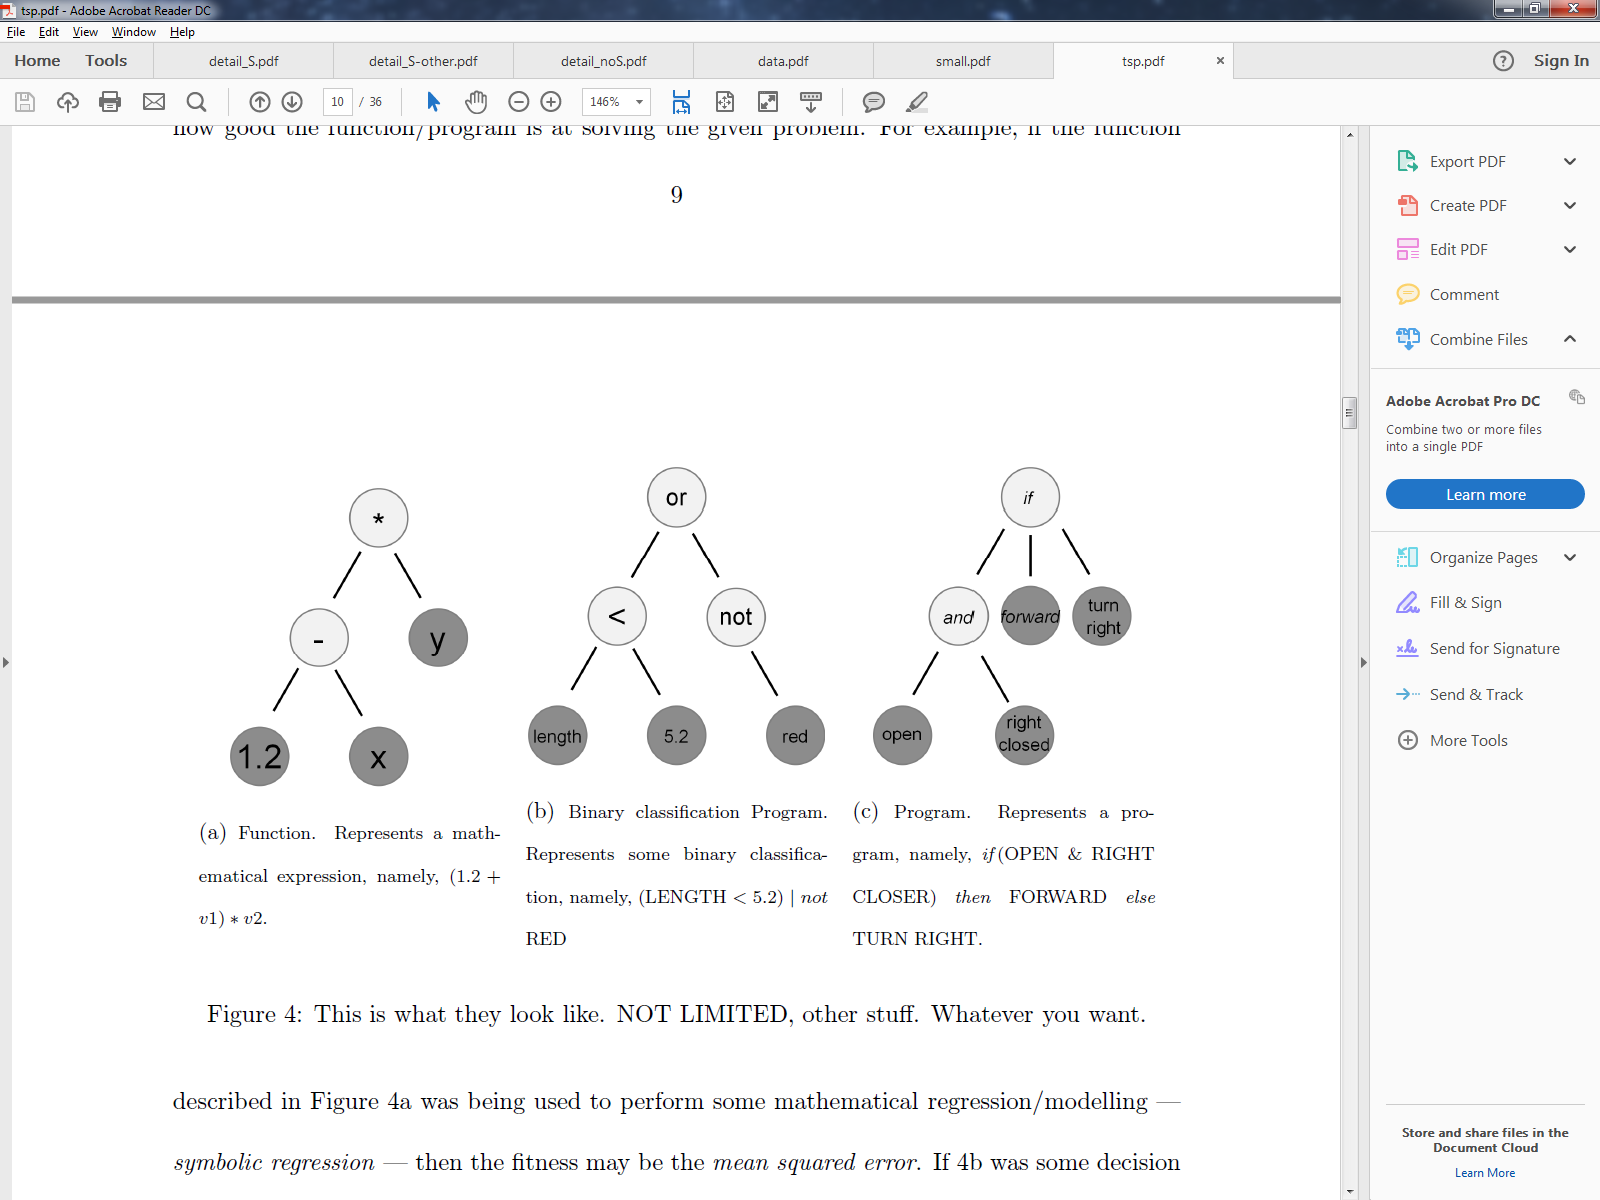 tsp.pdf - Adobe Acrobat Reader DC
File Edit View Window Help
Home Tools detail_S.pdf detail_S-other.pdf detail_noS.pdf data.pdf small.pdf tsp.pdf × ? Sign In
10 / 36 146%
how good the function/program is at solving the given problem. For example, if the function
9
*
-
y
1.2
x
(a) Function. Represents a math-
ematical expression, namely, (1.2 +
v1) ∗ v2.
or
<
not
length
5.2
red
(b) Binary classification Program.
Represents some binary classifica-
tion, namely, (LENGTH < 5.2) | not
RED
if
and
forward
turn
right
open
right
closed
(c) Program. Represents a pro-
gram, namely, if(OPEN & RIGHT
CLOSER) then FORWARD else
TURN RIGHT.
Figure 4: This is what they look like. NOT LIMITED, other stuff. Whatever you want.
described in Figure 4a was being used to perform some mathematical regression/modelling —
symbolic regression — then the fitness may be the mean squared error. If 4b was some decision
Export PDF
Create PDF
Edit PDF
Comment
Combine Files
Adobe Acrobat Pro DC
Combine two or more files
into a single PDF
Learn more
Organize Pages
Fill & Sign
Send for Signature
Send & Track
More Tools
Store and share files in the
Document Cloud
Learn More